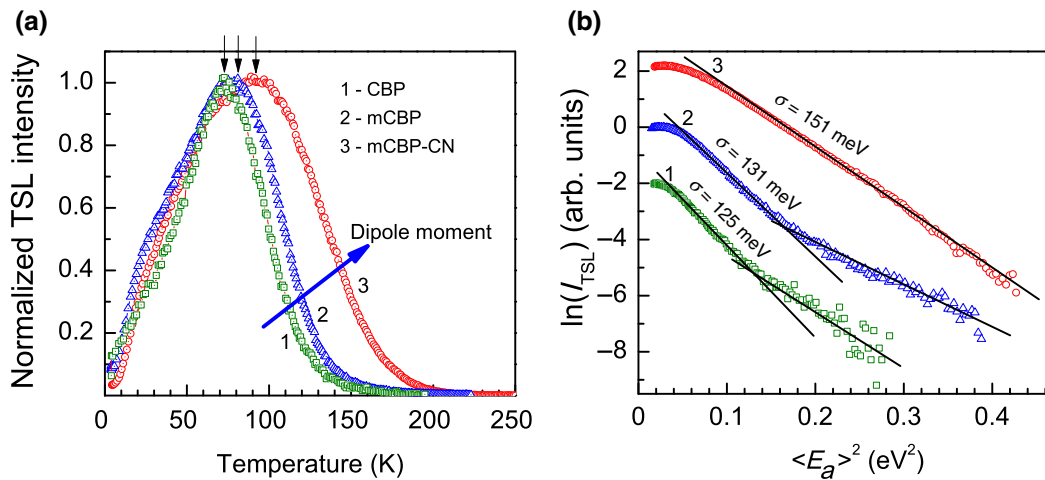 (a)
Normalized TSL intensity
1.0
0.8
0.6
0.4
0.2
0
50
100
150
200
250
Temperature (K)
1 - CBP
2 - mCBP
3 - mCBP-CN
Dipole moment
1
2
3
(b)
ln(I_TSL) (arb. units)
2
0
−2
−4
−6
−8
0
0.1
0.2
0.3
0.4
<E_a>² (eV²)
3
σ = 151 meV
2
σ = 131 meV
1
σ = 125 meV